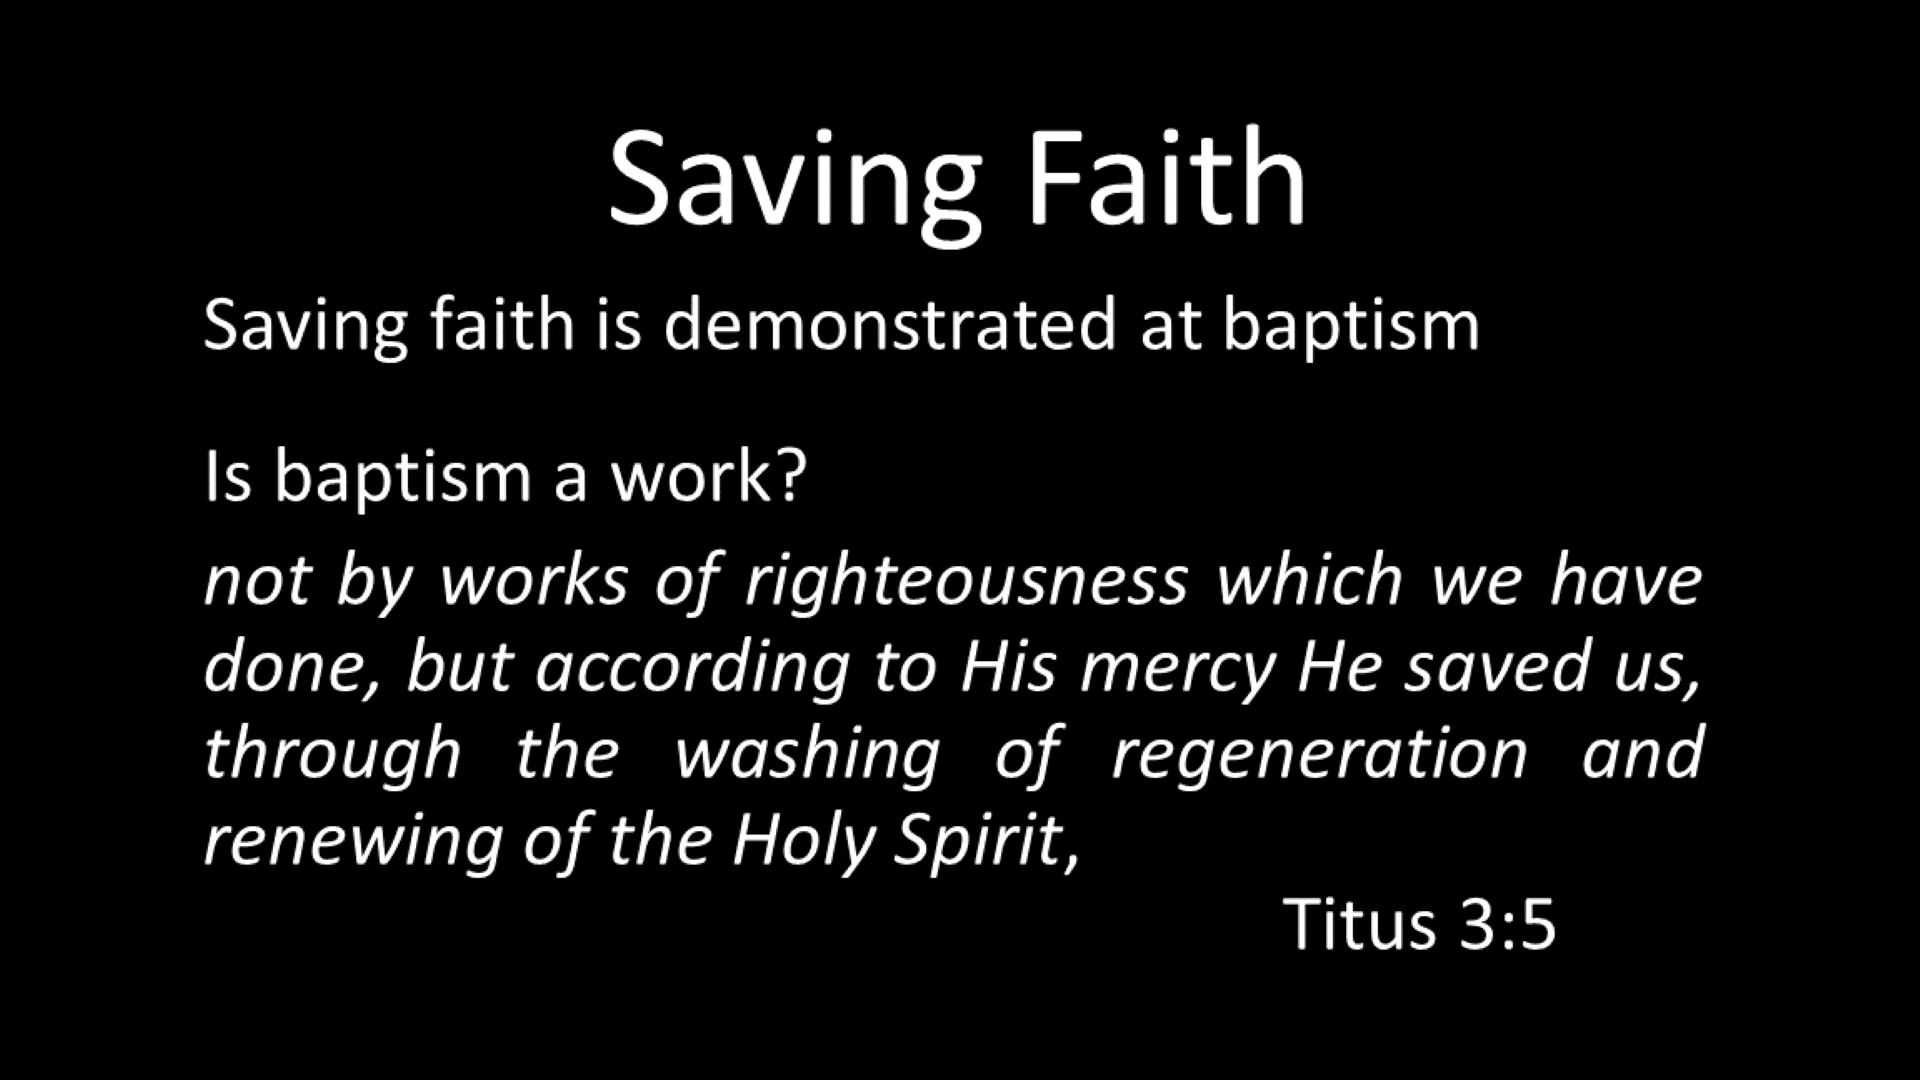 Saving Faith
Saving faith is demonstrated at baptism
Is baptism a work?
not by works of righteousness which we have
done, but according to His mercy He saved us,
through the washing of regeneration and
renewing of the Holy Spirit,
Titus 3:5